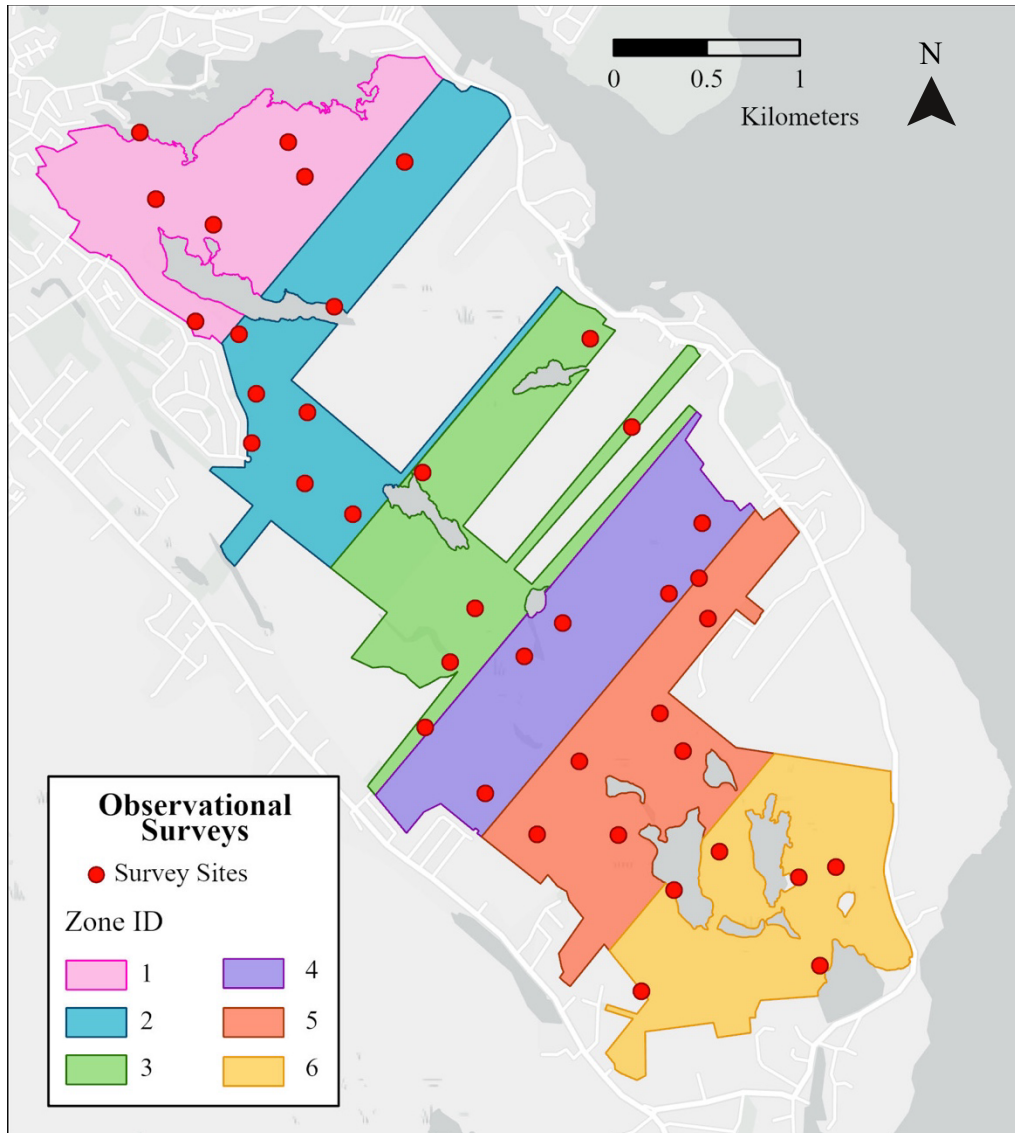 0 0.5 1
Kilometers
N
Observational
Surveys
Survey Sites
Zone ID
1 4
2 5
3 6